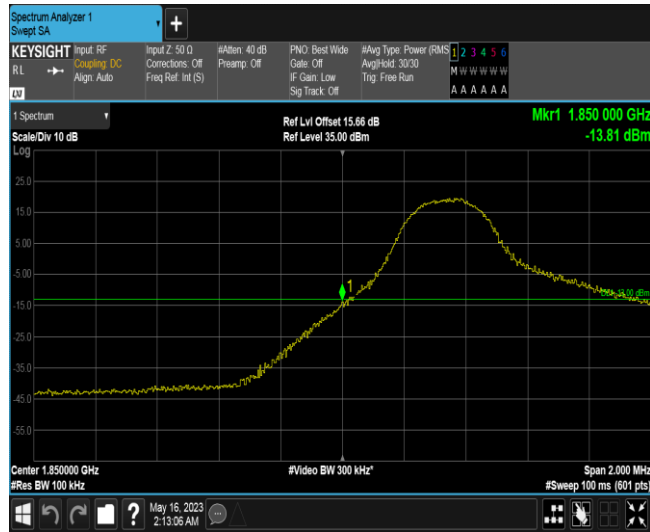 Spectrum Analyzer 1
Swept SA
+
KEYSIGHT
RL
LXI
Input: RF
Coupling: DC
Align: Auto
Input Z: 50 Ω
Corrections: Off
Freq Ref: Int (S)
#Atten: 40 dB
Preamp: Off
PNO: Best Wide
Gate: Off
IF Gain: Low
Sig Track: Off
#Avg Type: Power (RMS
Avg|Hold: 30/30
Trig: Free Run
1 2 3 4 5 6
M W W W W W
A A A A A A
1 Spectrum
Scale/Div 10 dB
Log
Ref Lvl Offset 15.66 dB
Ref Level 35.00 dBm
Mkr1 1.850 000 GHz
-13.81 dBm
25.0
15.0
5.00
-5.00
-15.0
-25.0
-35.0
-45.0
-55.0
1
Center 1.850000 GHz
#Res BW 100 kHz
#Video BW 300 kHz*
Span 2.000 MHz
#Sweep 100 ms (601 pts)
?
May 16, 2023
2:13:06 AM